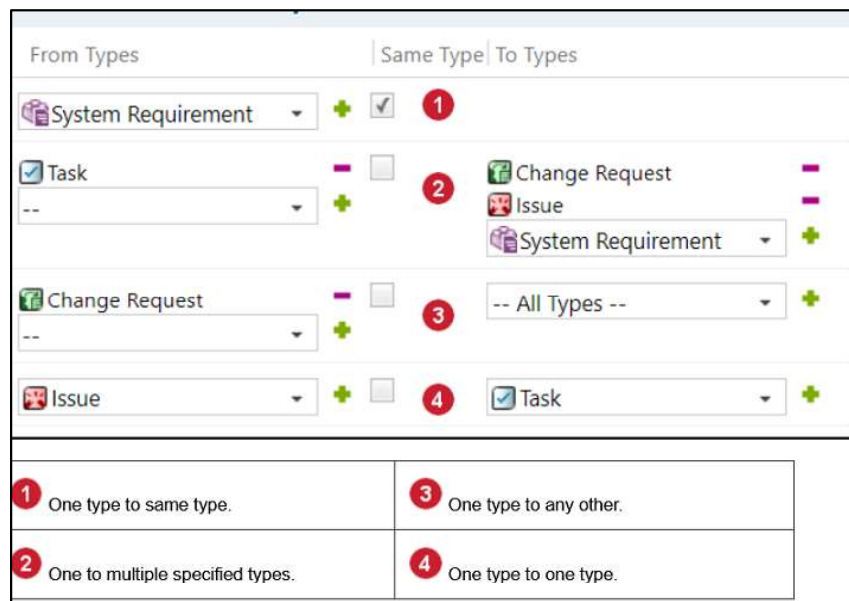 From Types Same Type To Types
System Requirement 1
Task 2 Change Request
-- Issue
System Requirement
Change Request 3 -- All Types --
--
Issue 4 Task
1 One type to same type. 3 One type to any other.
2 One to multiple specified types. 4 One type to one type.